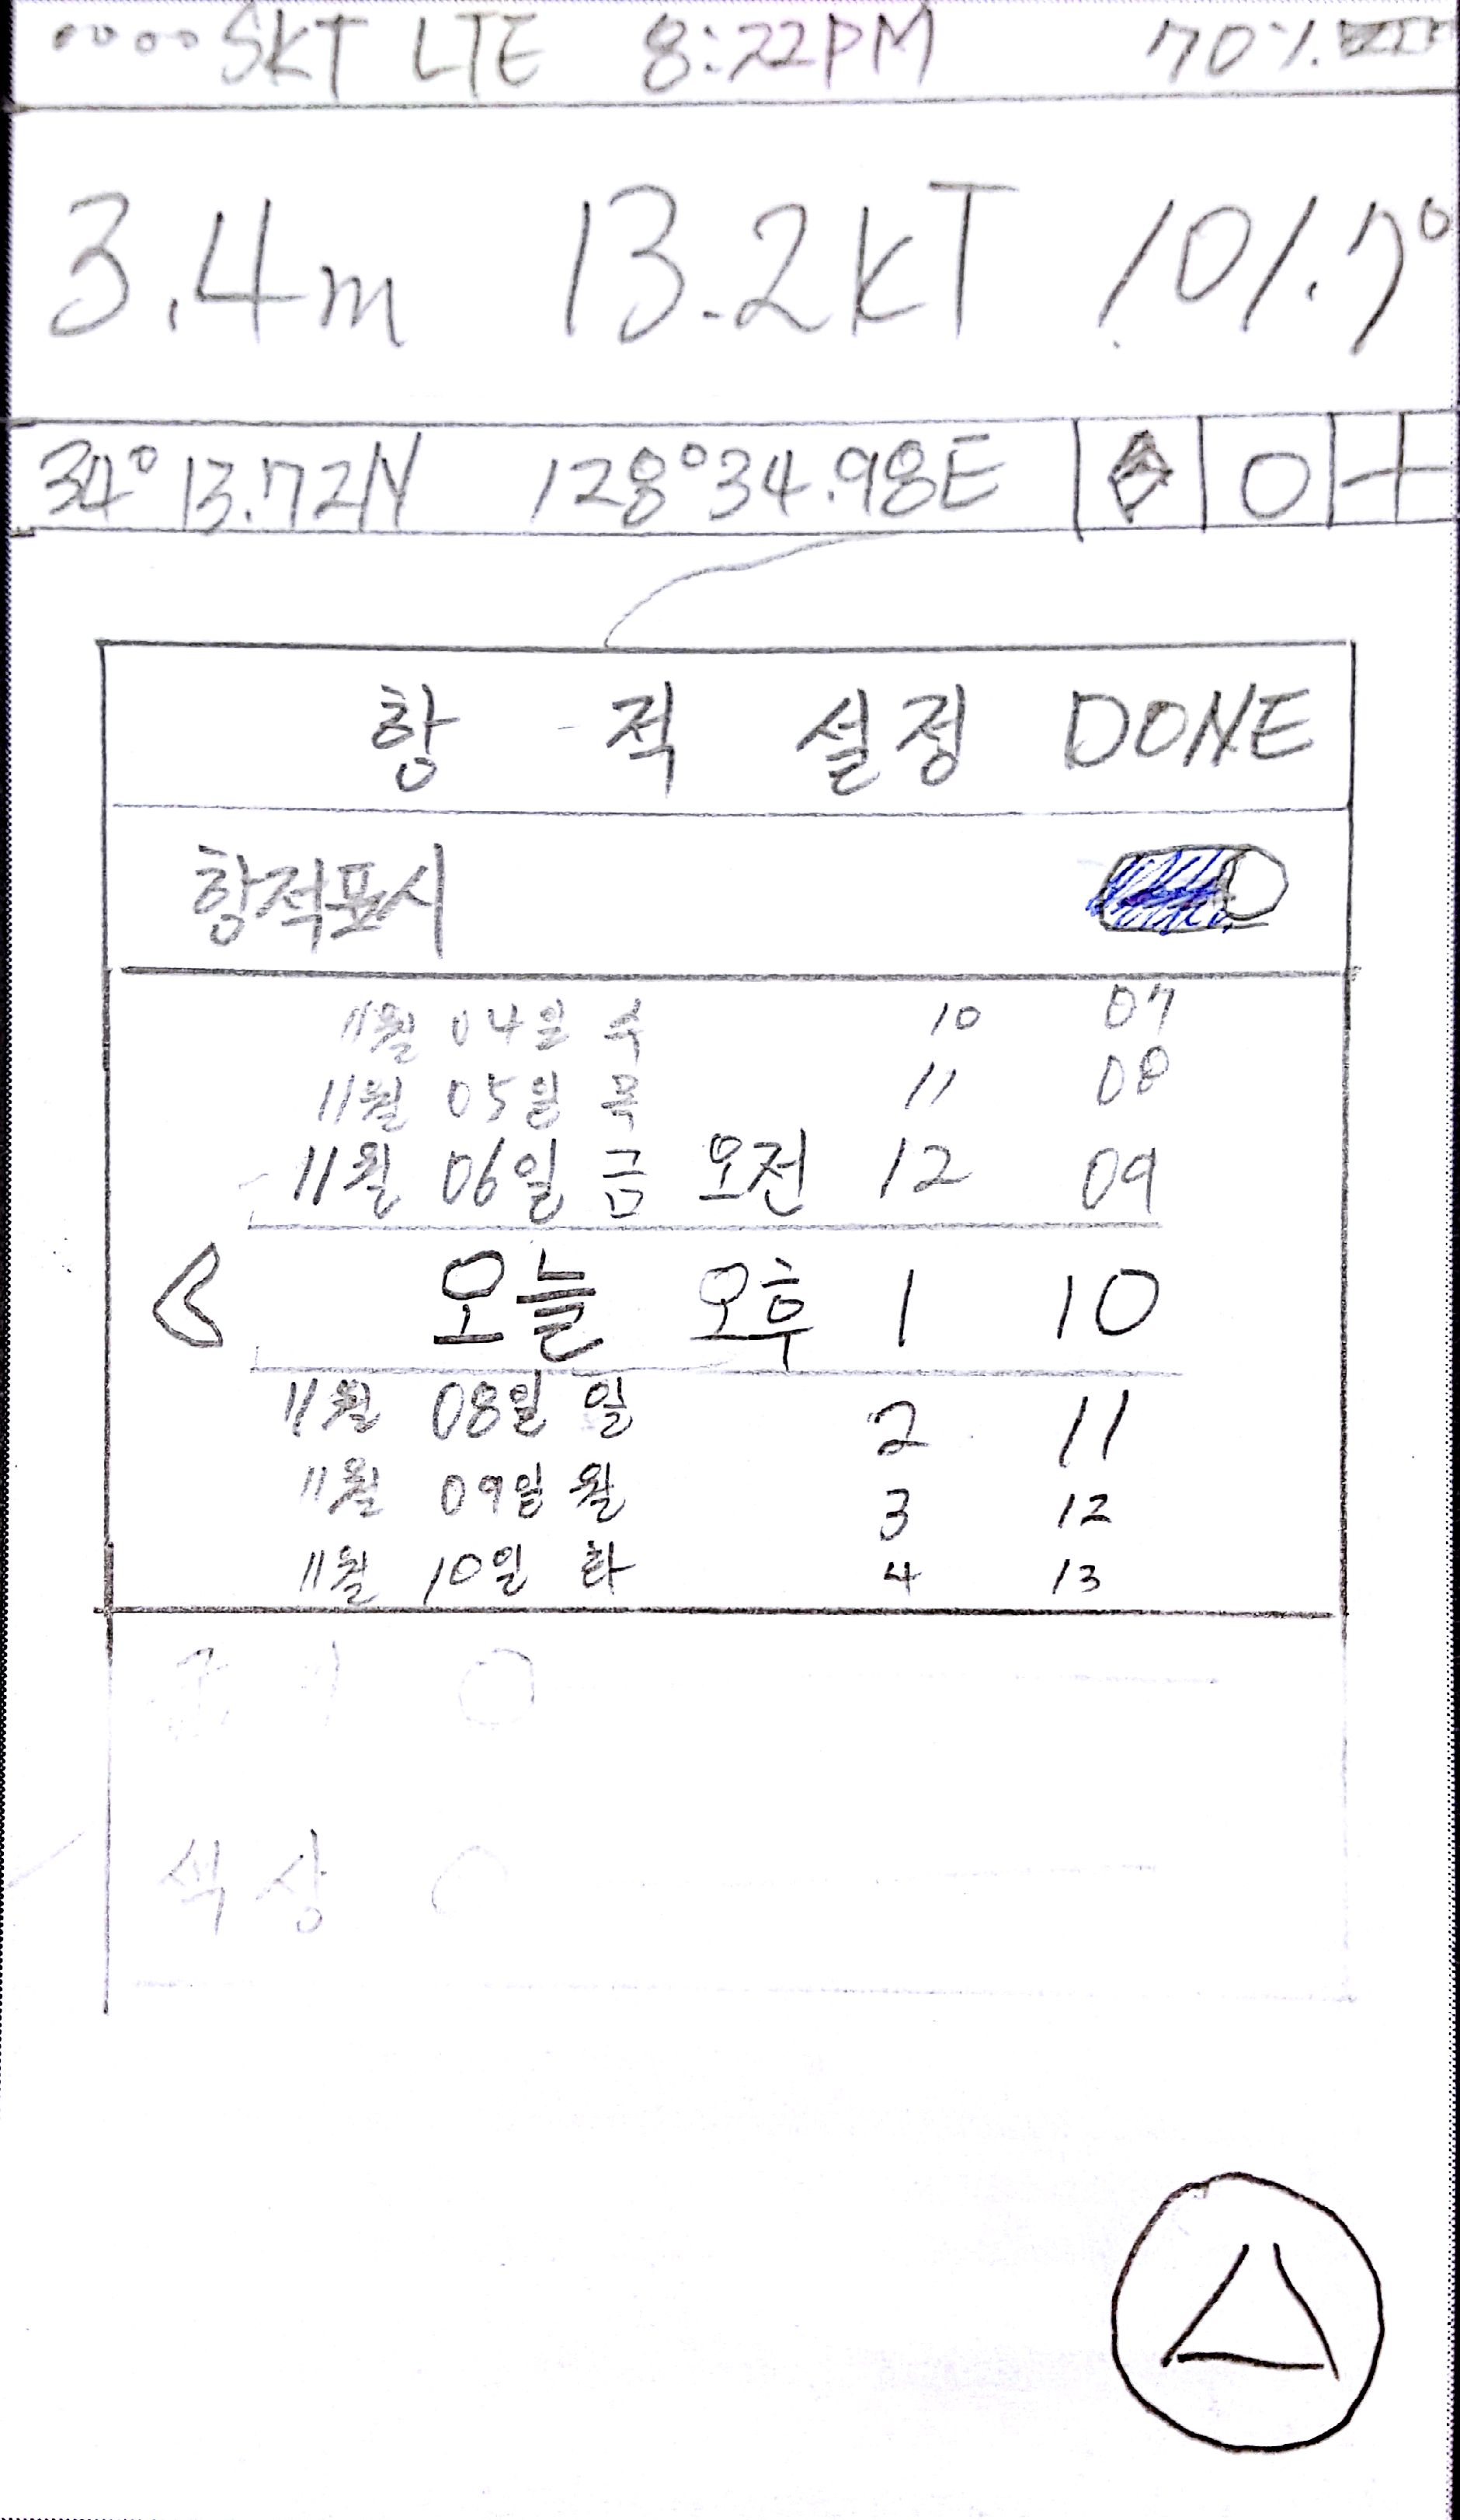 SKT LTE 8:22PM 70%
3.4m 13.2kT 101.7°
34°13.72N 128°34.98E
항 적 설정 DONE
항적표시
11월 04일 수 10 07
11월 05일 목 11 08
11월 06일 금 오전 12 09
오늘 오후 1 10
11월 08일 일 2 11
11월 09일 월 3 12
11월 10일 화 4 13
색상